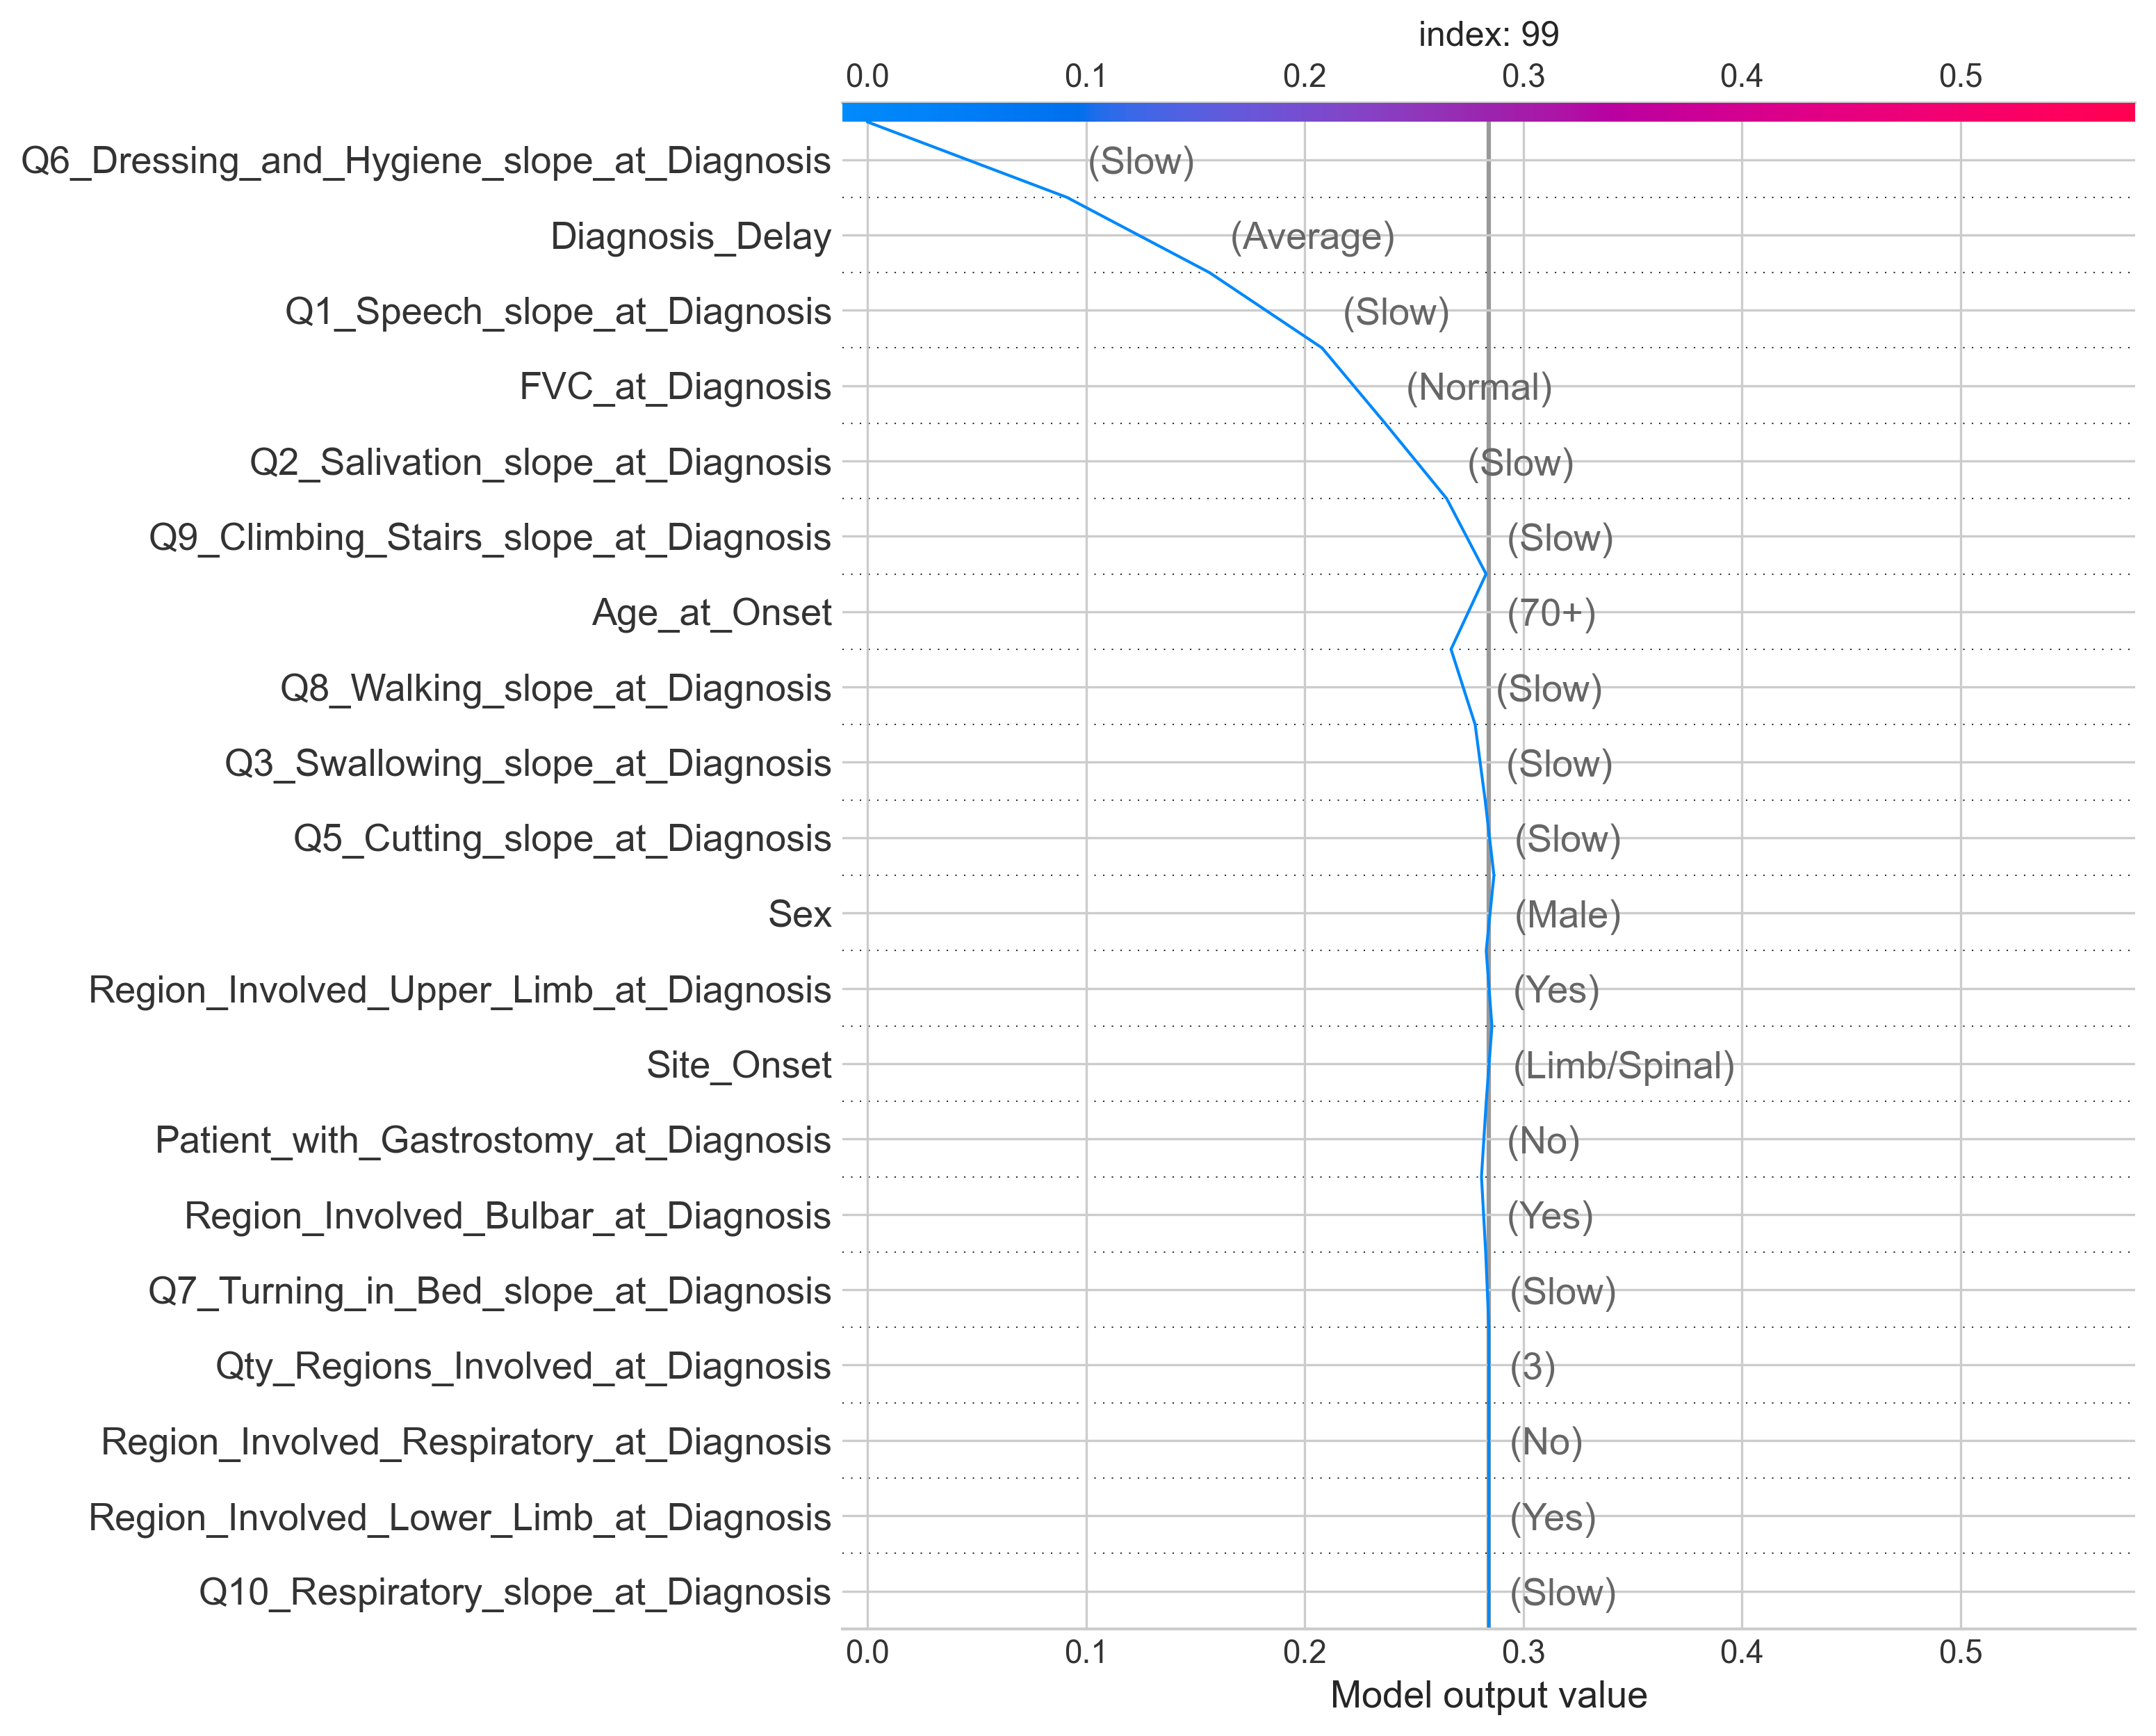 index: 99
0.0 0.1 0.2 0.3 0.4 0.5
Q6_Dressing_and_Hygiene_slope_at_Diagnosis (Slow)
Diagnosis_Delay (Average)
Q1_Speech_slope_at_Diagnosis (Slow)
FVC_at_Diagnosis (Normal)
Q2_Salivation_slope_at_Diagnosis (Slow)
Q9_Climbing_Stairs_slope_at_Diagnosis (Slow)
Age_at_Onset (70+)
Q8_Walking_slope_at_Diagnosis (Slow)
Q3_Swallowing_slope_at_Diagnosis (Slow)
Q5_Cutting_slope_at_Diagnosis (Slow)
Sex (Male)
Region_Involved_Upper_Limb_at_Diagnosis (Yes)
Site_Onset (Limb/Spinal)
Patient_with_Gastrostomy_at_Diagnosis (No)
Region_Involved_Bulbar_at_Diagnosis (Yes)
Q7_Turning_in_Bed_slope_at_Diagnosis (Slow)
Qty_Regions_Involved_at_Diagnosis (3)
Region_Involved_Respiratory_at_Diagnosis (No)
Region_Involved_Lower_Limb_at_Diagnosis (Yes)
Q10_Respiratory_slope_at_Diagnosis (Slow)
0.0 0.1 0.2 0.3 0.4 0.5
Model output value